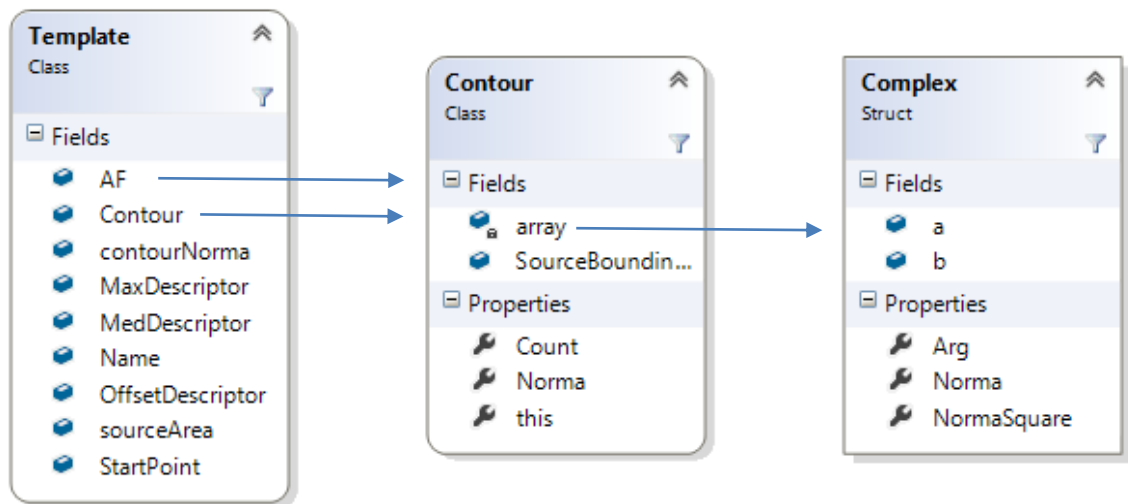 Template
Class
Fields
AF
Contour
contourNorma
MaxDescriptor
MedDescriptor
Name
OffsetDescriptor
sourceArea
StartPoint
Contour
Class
Fields
array
SourceBoundin...
Properties
Count
Norma
this
Complex
Struct
Fields
a
b
Properties
Arg
Norma
NormaSquare